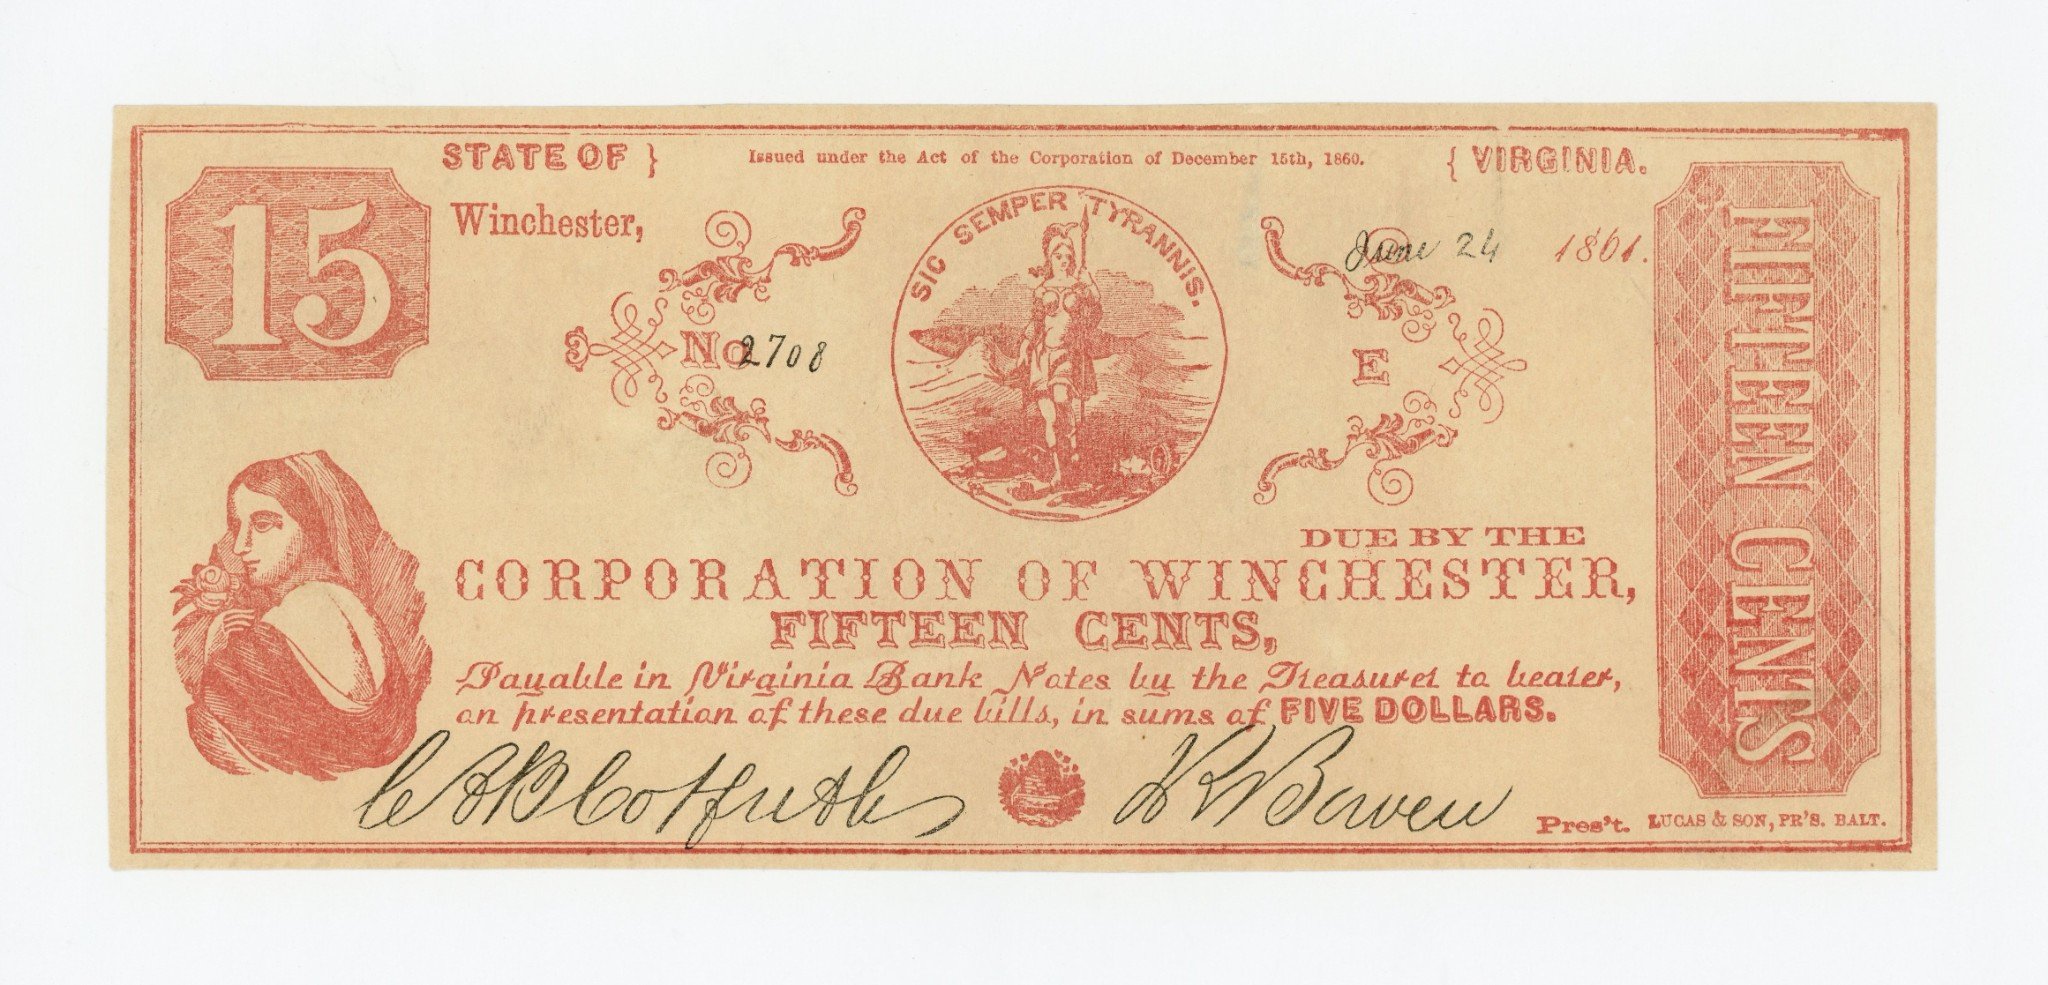 STATE OF } Issued under the Act of the Corporation of December 15th, 1860. { VIRGINIA.
15
Winchester,
SIC SEMPER TYRANNIS.
June 24 1861.
No 2708
E
FIFTEEN CENTS
DUE BY THE
CORPORATION OF WINCHESTER,
FIFTEEN CENTS,
Payable in Virginia Bank Notes by the Treasurer to bearer,
on presentation of these due bills, in sums of FIVE DOLLARS.
Bowen
Pres't. LUCAS & SON, PR'S. BALT.